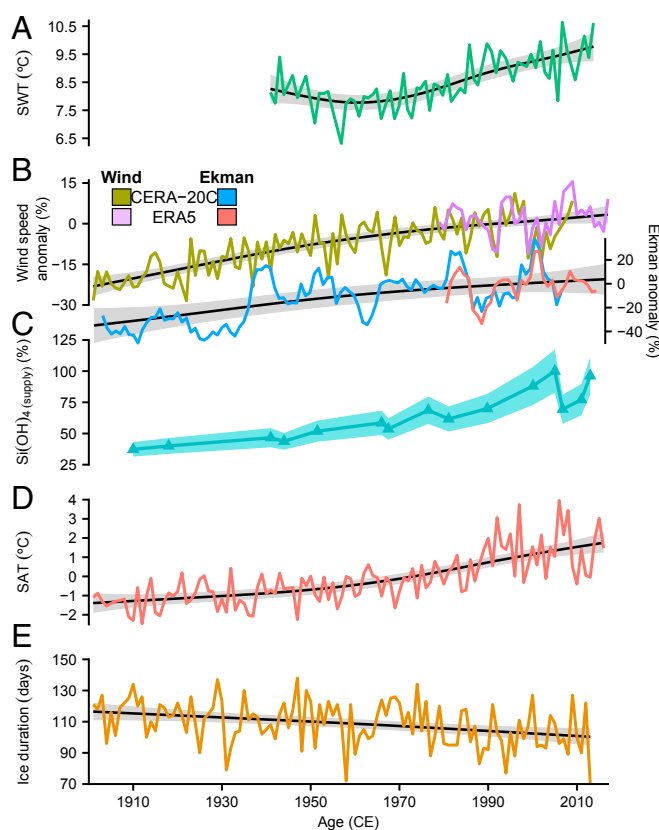 A
SWT (ºC)
10.5
9.5
8.5
7.5
6.5
B
Wind speed
anomaly (%)
15
0
−15
−30
Wind Ekman
CERA−20C
ERA5
Ekman anomaly (%)
20
0
−20
−40
C
Si(OH)4 (supply) (%)
125
100
75
50
25
D
SAT (ºC)
4
3
2
1
0
−1
−2
E
Ice duration (days)
150
130
110
90
70
1910 1930 1950 1970 1990 2010
Age (CE)